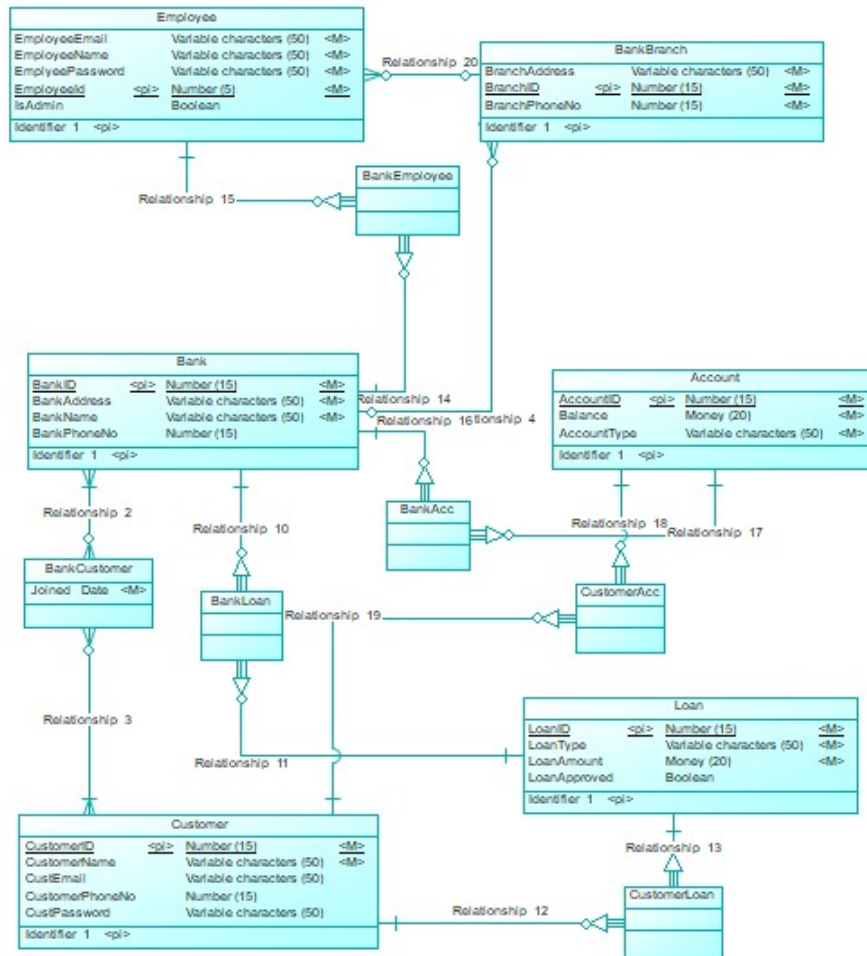 Employee
EmployeeEmail Variable characters (50) <M>
EmployeeName Variable characters (50) <M>
EmplyeePassword Variable characters (50) <M>
EmployeeId <pi> Number (5) <M>
IsAdmin Boolean
Identifier 1 <pi>
Relationship 20
BankBranch
BranchAddress Variable characters (50) <M>
BranchID <pi> Number (15) <M>
BranchPhoneNo Number (15) <M>
Identifier 1 <pi>
Relationship 15
BankEmployee
Bank
BankID <pi> Number (15) <M>
BankAddress Variable characters (50) <M>
BankName Variable characters (50) <M>
BankPhoneNo Number (15)
Identifier 1 <pi>
Relationship 14
Relationship 16
tionship 4
Account
AccountID <pi> Number (15) <M>
Balance Money (20) <M>
AccountType Variable characters (50) <M>
Identifier 1 <pi>
Relationship 2
Relationship 10
BankAcc
Relationship 18
Relationship 17
BankCustomer
Joined Date <M>
BankLoan
Relationship 19
CustomerAcc
Relationship 3
Relationship 11
Loan
LoanID <pi> Number (15) <M>
LoanType Variable characters (50) <M>
LoanAmount Money (20) <M>
LoanApproved Boolean
Identifier 1 <pi>
Customer
CustomerID <pi> Number (15) <M>
CustomerName Variable characters (50) <M>
CustEmail Variable characters (50)
CustomerPhoneNo Number (15)
CustPassword Variable characters (50)
Identifier 1 <pi>
Relationship 13
Relationship 12
CustomerLoan